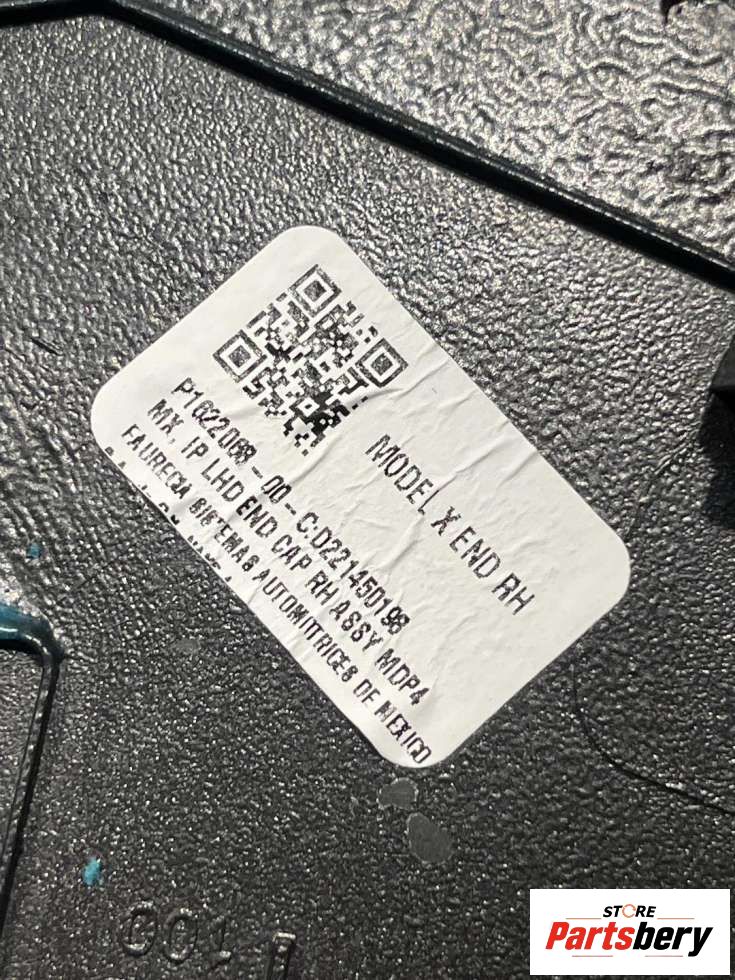 MODEL X END RH
P1622068-00-C:D221450198
MX, IP LHD END CAP RH ASSY MDP4
FAURECIA SISTEMAS AUTOMOTRICES DE MEXICO
STORE
Partsbery